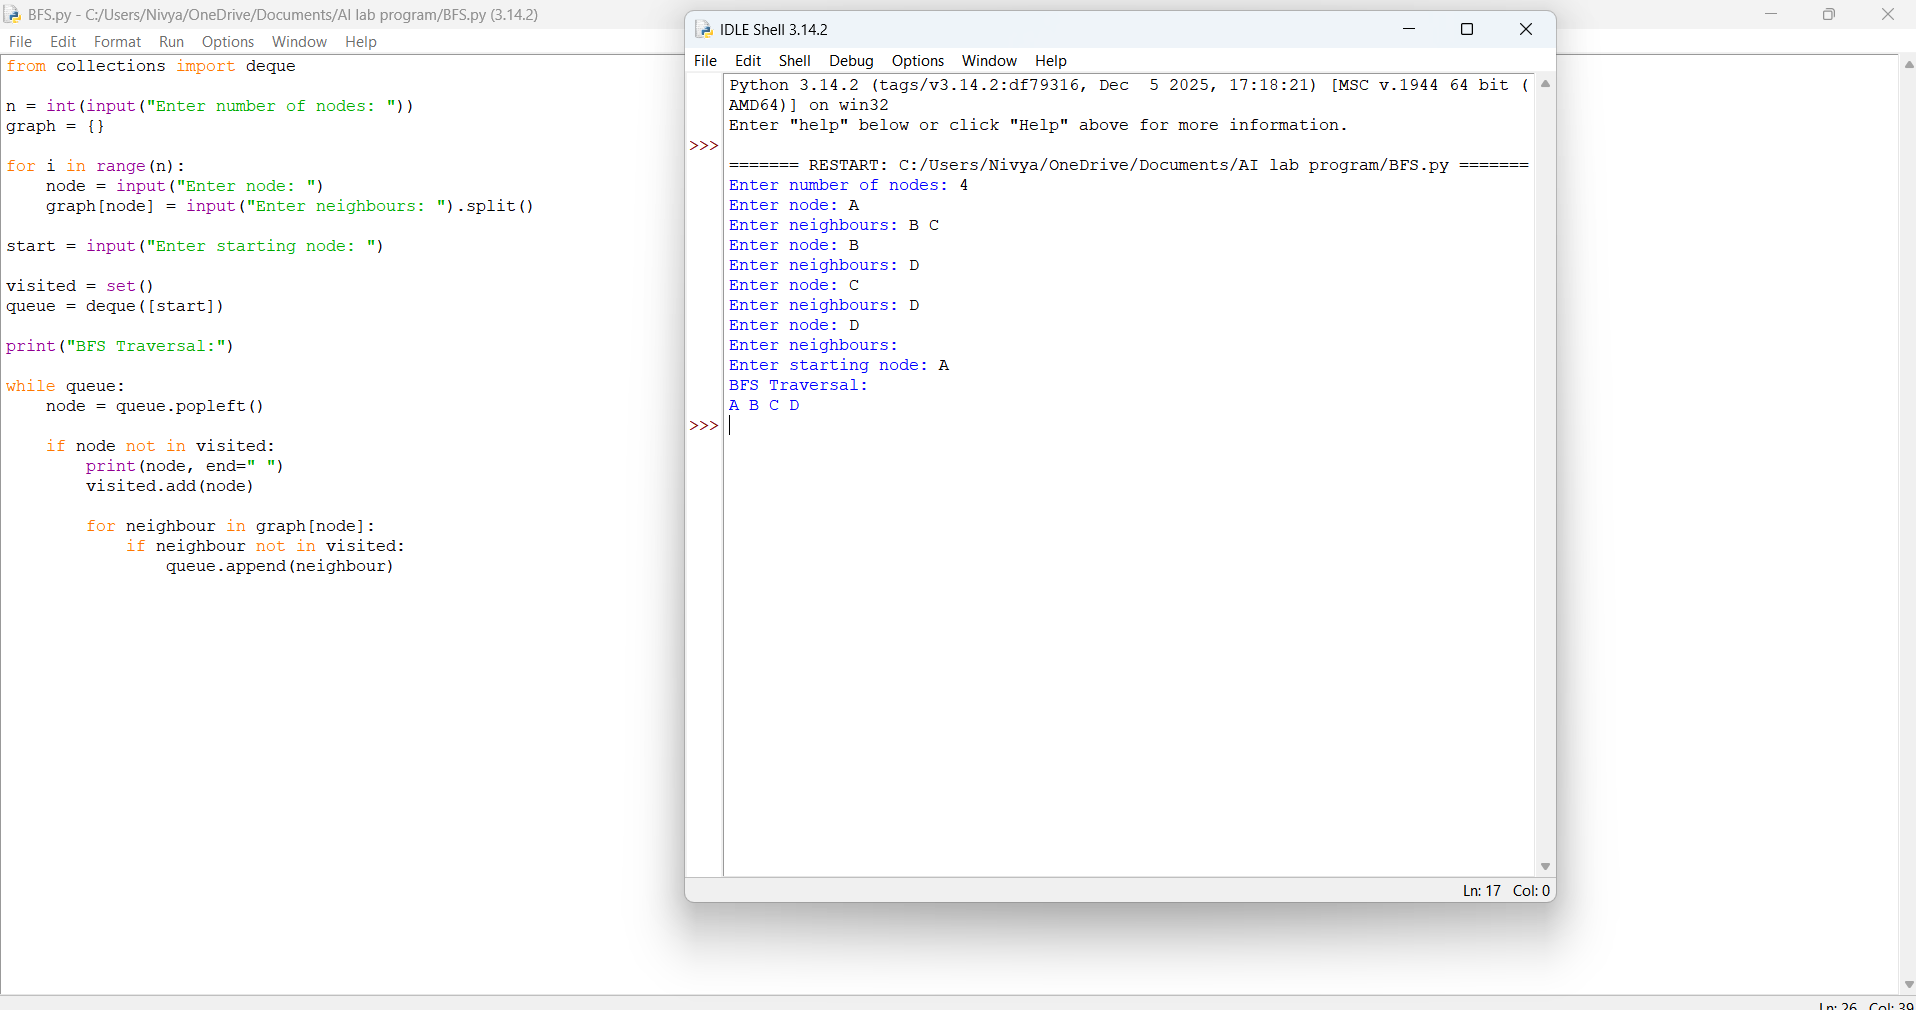 BFS.py - C:/Users/Nivya/OneDrive/Documents/AI lab program/BFS.py (3.14.2)
File Edit Format Run Options Window Help
from collections import deque
n = int(input("Enter number of nodes: "))
graph = {}
for i in range(n):
    node = input("Enter node: ")
    graph[node] = input("Enter neighbours: ").split()
start = input("Enter starting node: ")
visited = set()
queue = deque([start])
print("BFS Traversal:")
while queue:
    node = queue.popleft()
    if node not in visited:
        print(node, end=" ")
        visited.add(node)
        for neighbour in graph[node]:
            if neighbour not in visited:
                queue.append(neighbour)
IDLE Shell 3.14.2
File Edit Shell Debug Options Window Help
Python 3.14.2 (tags/v3.14.2:df79316, Dec  5 2025, 17:18:21) [MSC v.1944 64 bit (
AMD64)] on win32
Enter "help" below or click "Help" above for more information.
>>>
======= RESTART: C:/Users/Nivya/OneDrive/Documents/AI lab program/BFS.py =======
Enter number of nodes: 4
Enter node: A
Enter neighbours: B C
Enter node: B
Enter neighbours: D
Enter node: C
Enter neighbours: D
Enter node: D
Enter neighbours:
Enter starting node: A
BFS Traversal:
A B C D
>>>
Ln: 17 Col: 0
Ln: 26 Col: 39